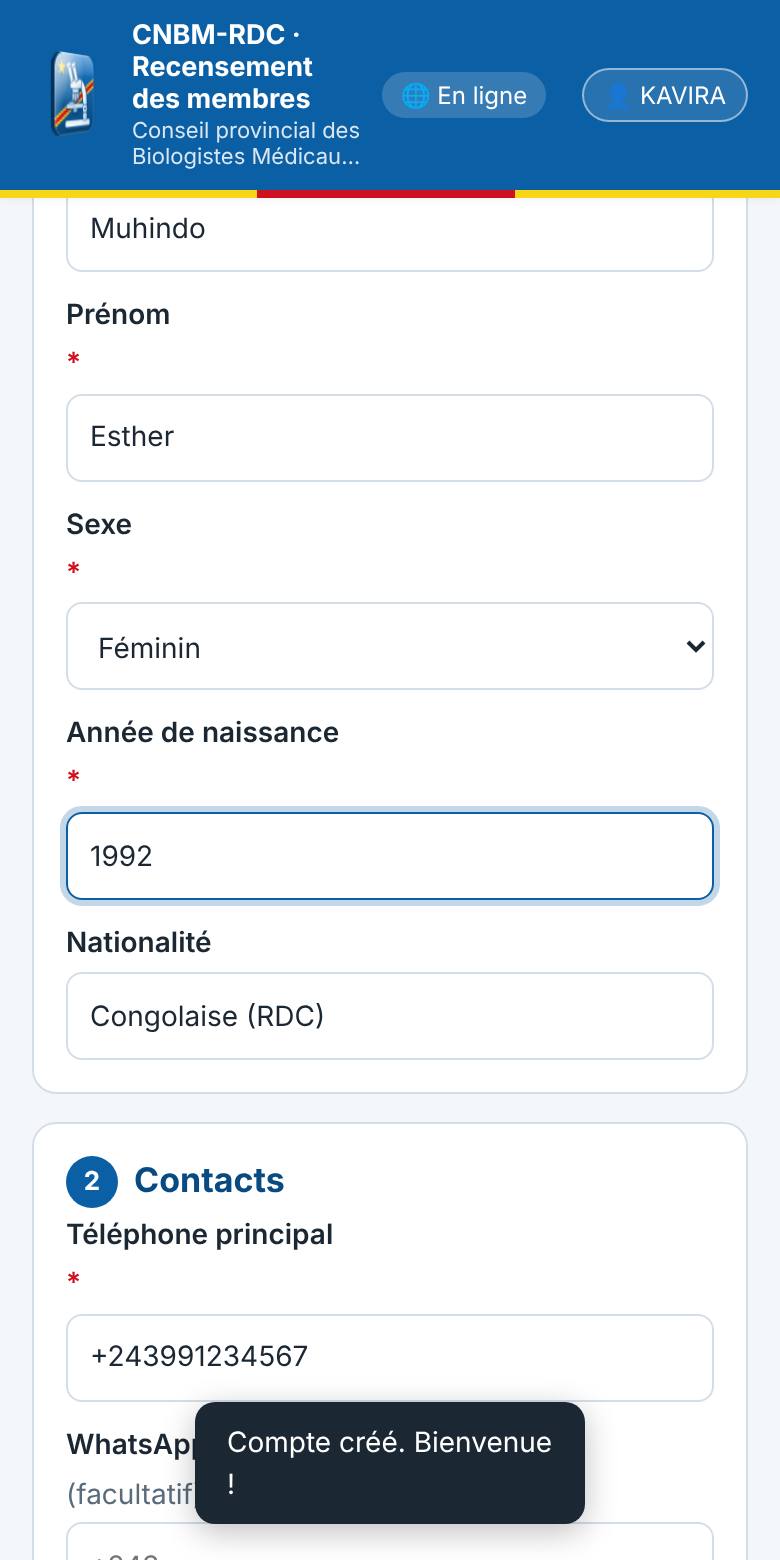 CNBM-RDC ·
Recensement
des membres
Conseil provincial des
Biologistes Médicau...
En ligne
KAVIRA
Muhindo
Prénom
*
Esther
Sexe
*
Féminin
Année de naissance
*
1992
Nationalité
Congolaise (RDC)
2 Contacts
Téléphone principal
*
+243991234567
Compte créé. Bienvenue
!
WhatsApp
(facultatif